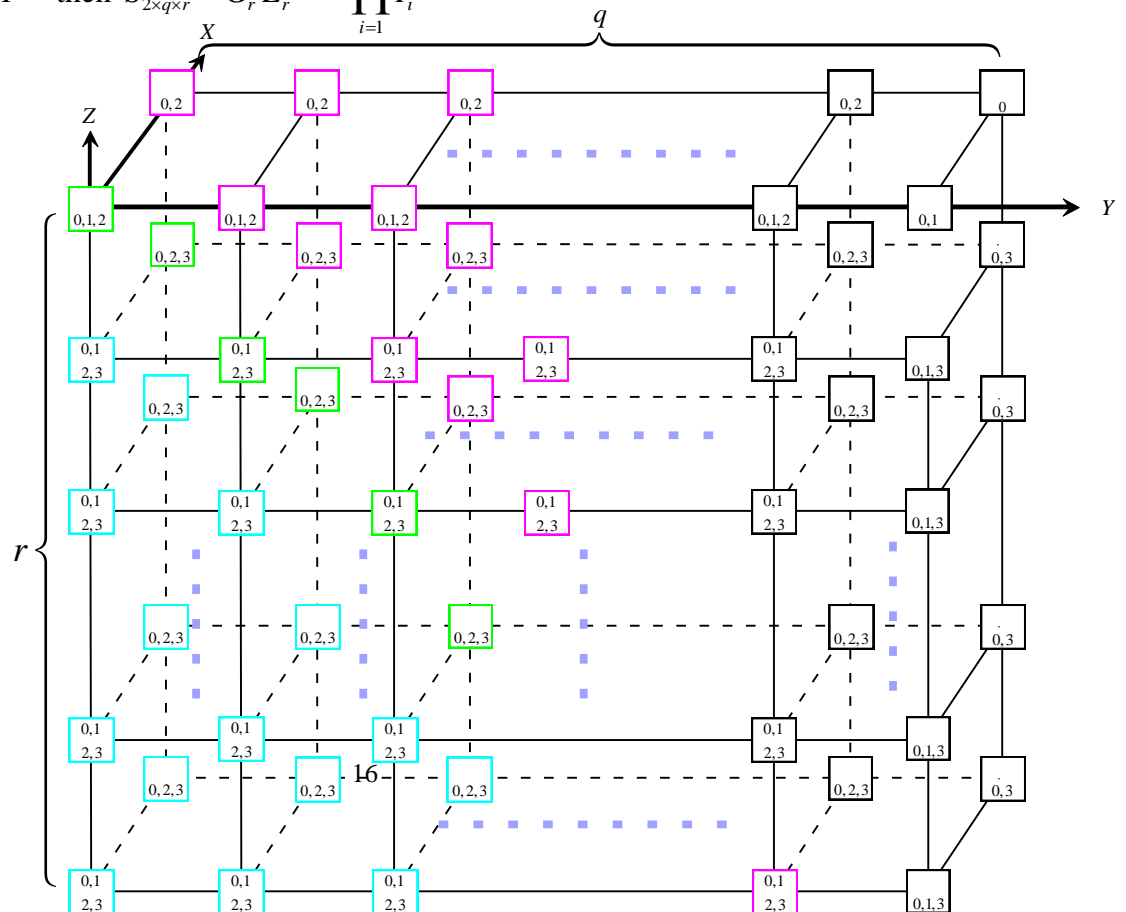 then S₂×q×r
i=1
q
X
0,2 0,2 0,2 0,2 0
Z
0,1,2 0,1,2 0,1,2 0,1,2 0,1
Y
0,2,3 0,2,3 0,2,3 0,2,3 0,3
0,1 0,1 0,1 0,1 0,1
2,3 2,3 2,3 2,3 2,3 0,1,3
0,2,3 0,2,3 0,2,3 0,2,3 0,3
0,1 0,1 0,1 0,1 0,1
2,3 2,3 2,3 2,3 2,3 0,1,3
r
0,2,3 0,2,3 0,2,3 0,2,3 0,3
0,1 0,1 0,1 0,1
2,3 2,3 2,3 2,3 0,1,3
16
0,2,3 0,2,3 0,2,3 0,2,3 0,3
0,1 0,1 0,1 0,1
2,3 2,3 2,3 2,3 0,1,3